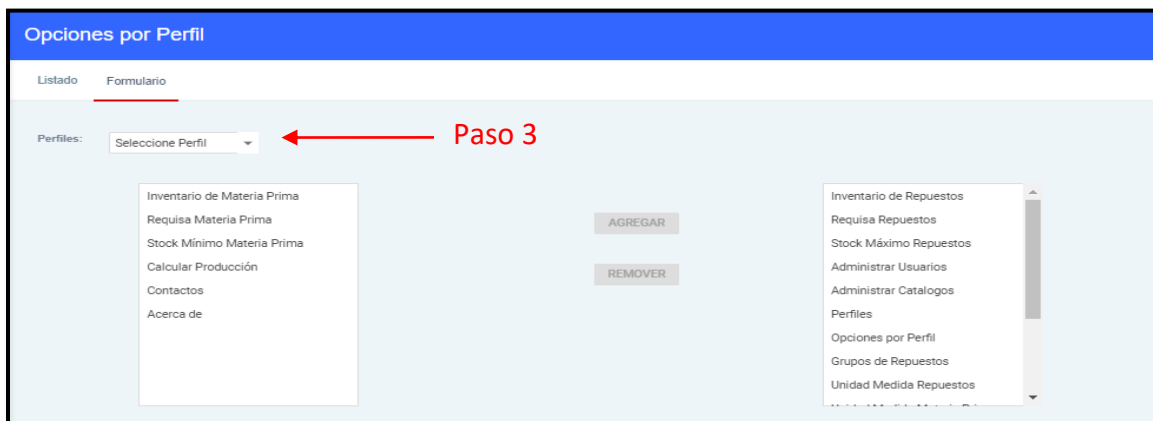 Opciones por Perfil
Listado Formulario
Perfiles: Seleccione Perfil
Paso 3
Inventario de Materia Prima
Requisa Materia Prima
Stock Mínimo Materia Prima
Calcular Producción
Contactos
Acerca de
AGREGAR
REMOVER
Inventario de Repuestos
Requisa Repuestos
Stock Máximo Repuestos
Administrar Usuarios
Administrar Catalogos
Perfiles
Opciones por Perfil
Grupos de Repuestos
Unidad Medida Repuestos